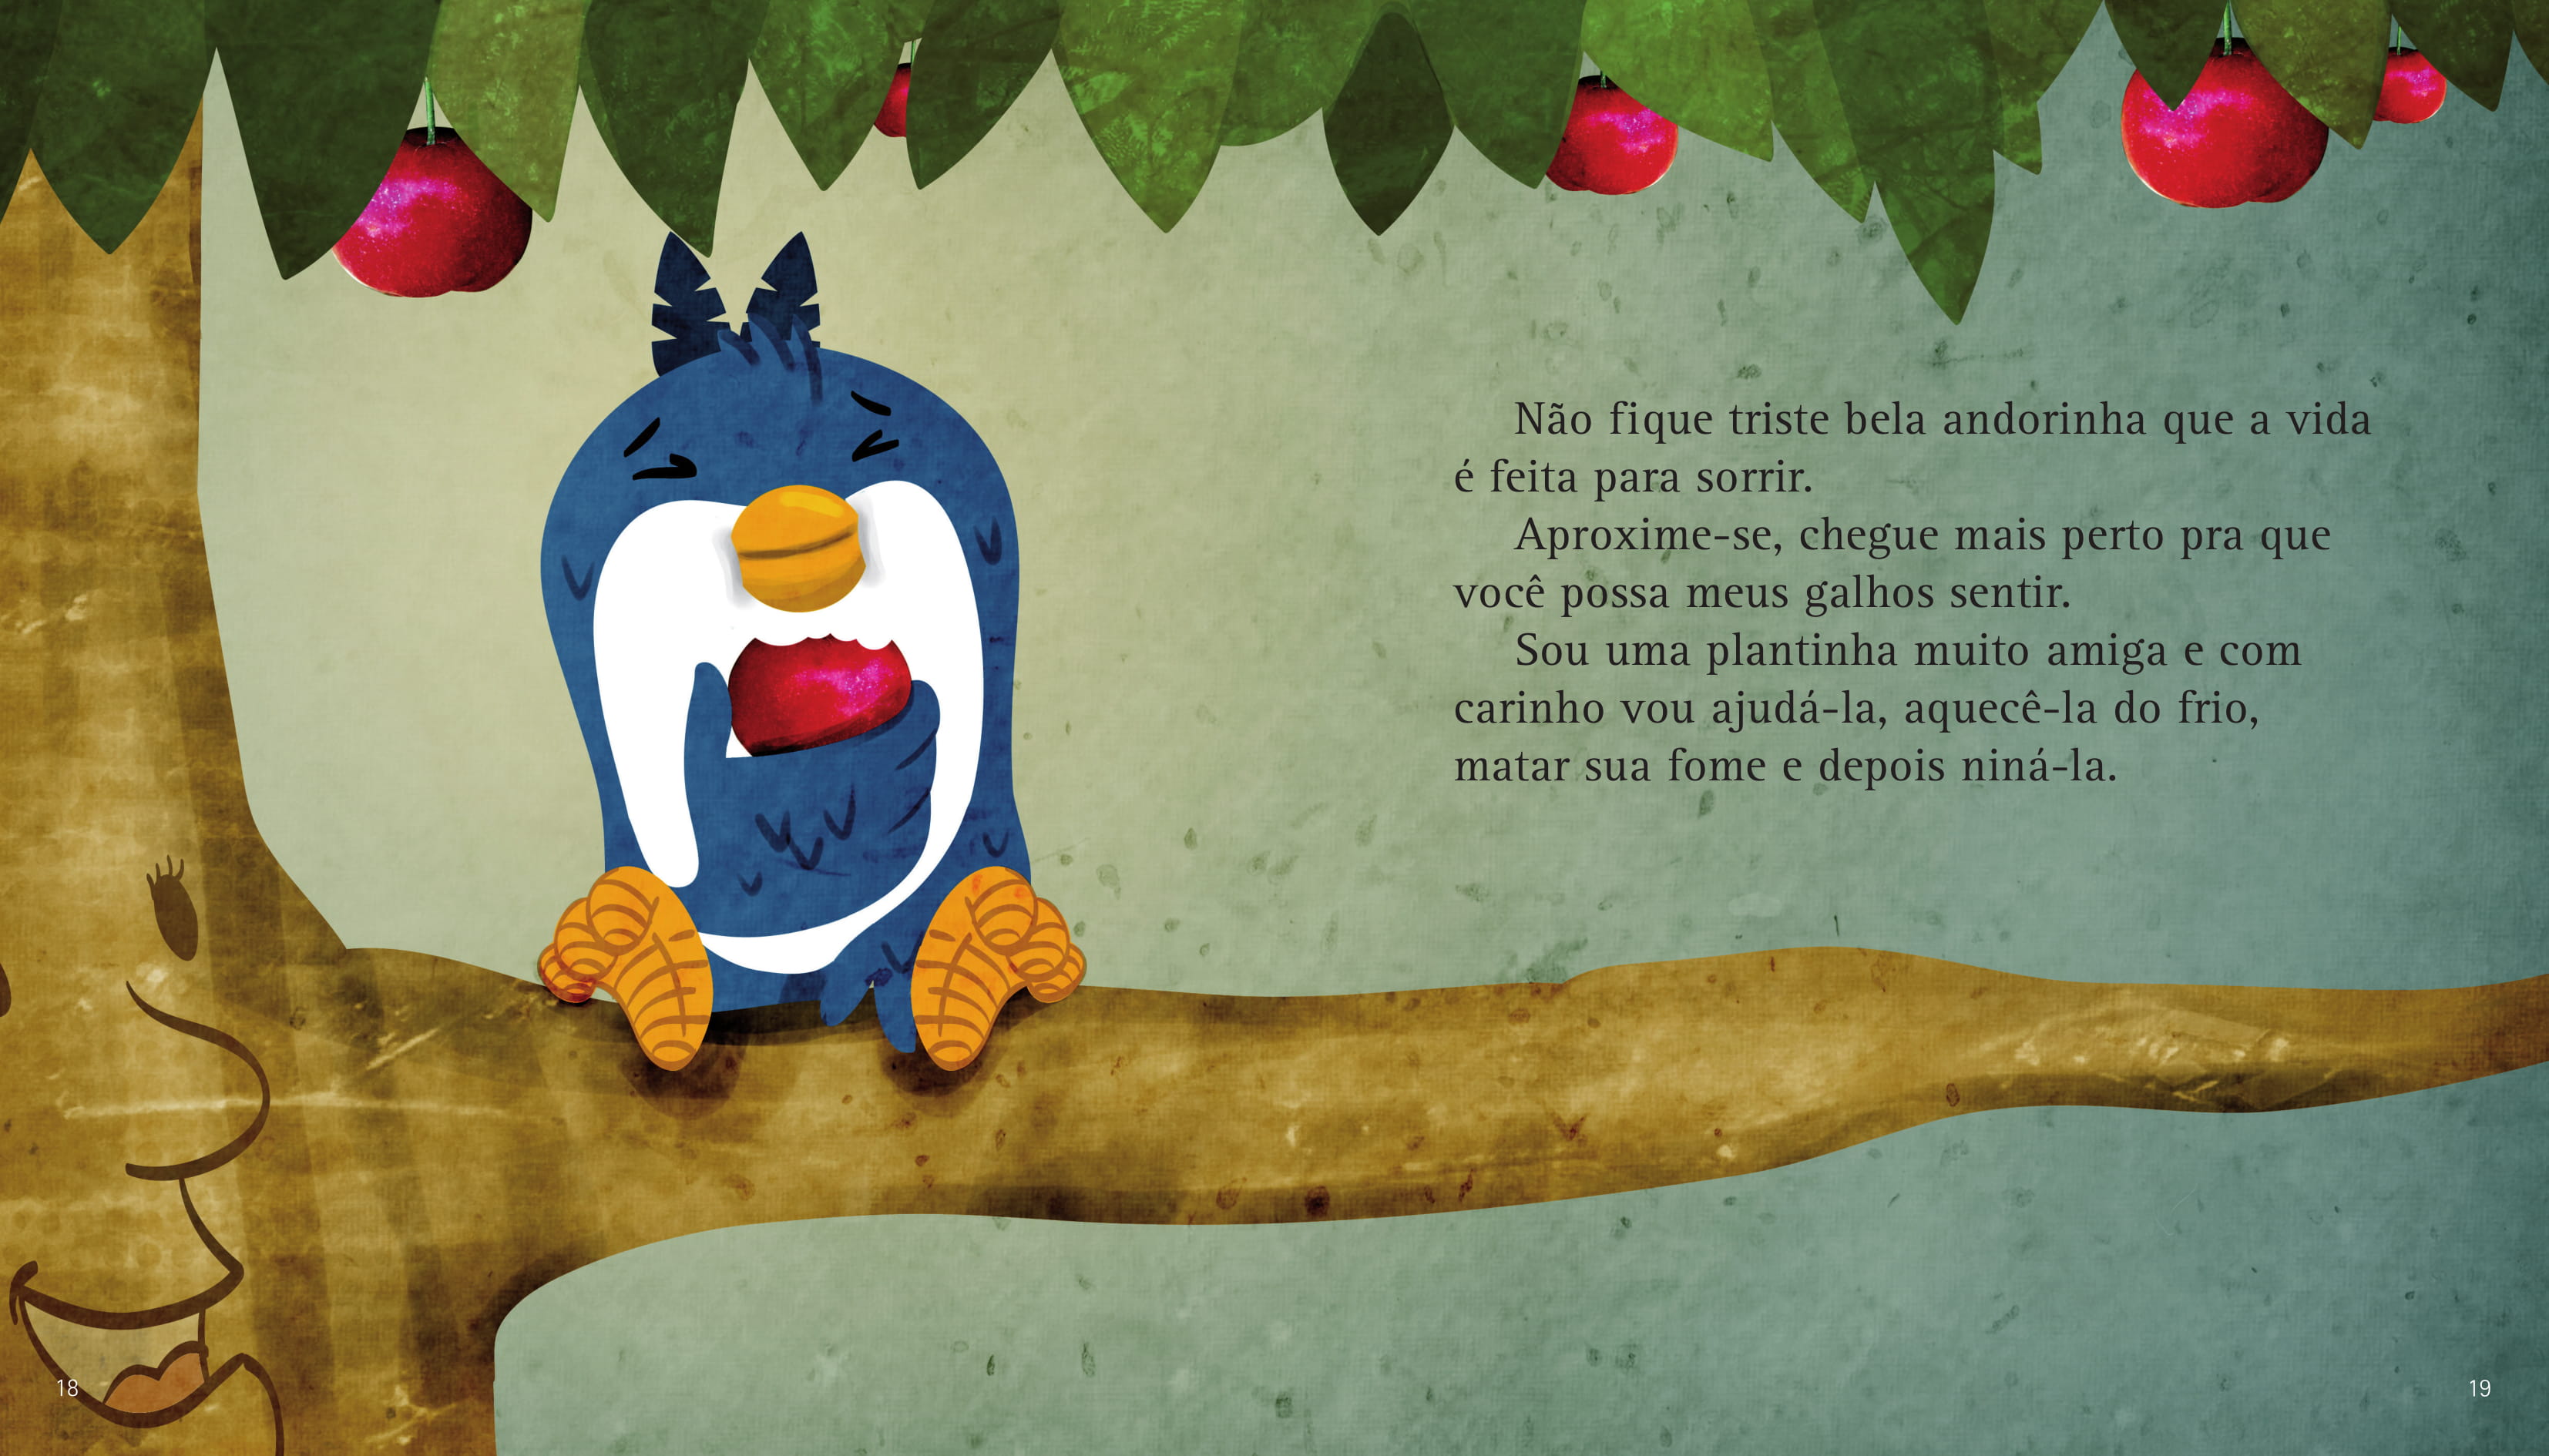 Não fique triste bela andorinha que a vida
é feita para sorrir.
Aproxime-se, chegue mais perto pra que
você possa meus galhos sentir.
Sou uma plantinha muito amiga e com
carinho vou ajudá-la, aquecê-la do frio,
matar sua fome e depois niná-la.
18
19